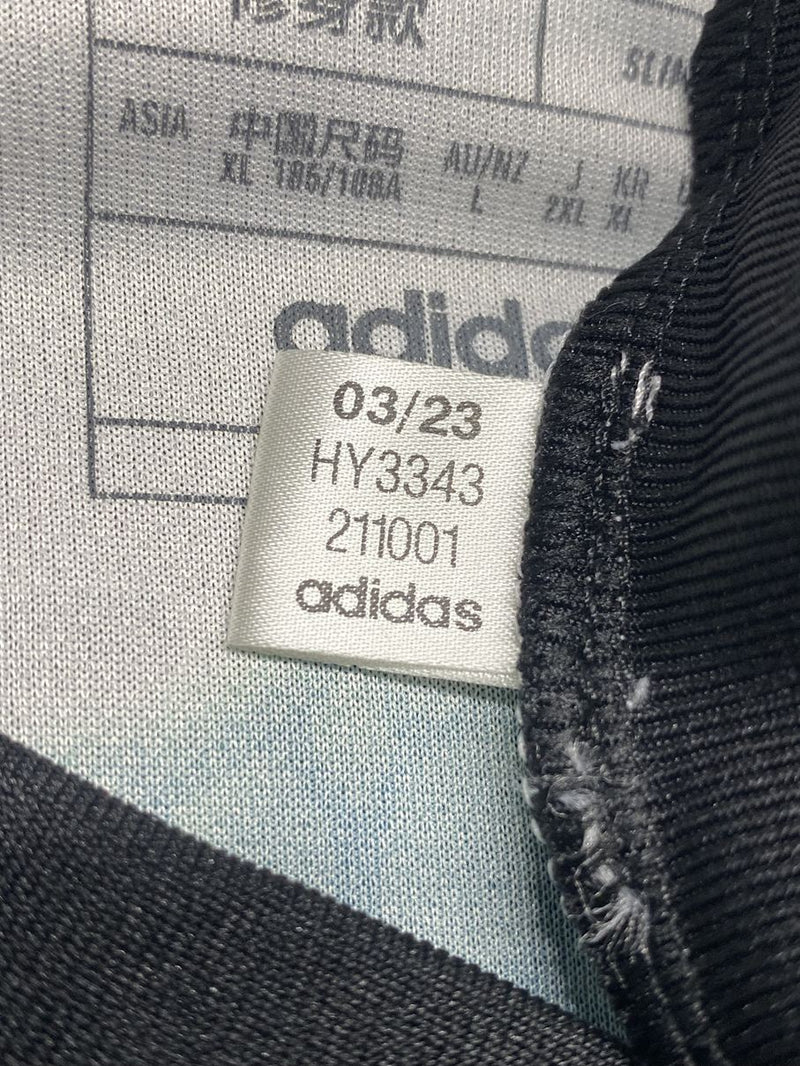 修身款
SLIM
ASIA 中国尺码 AU/NZ J KR
XL 185/108A L 2XL XL
adidas
03/23
HY3343
211001
adidas